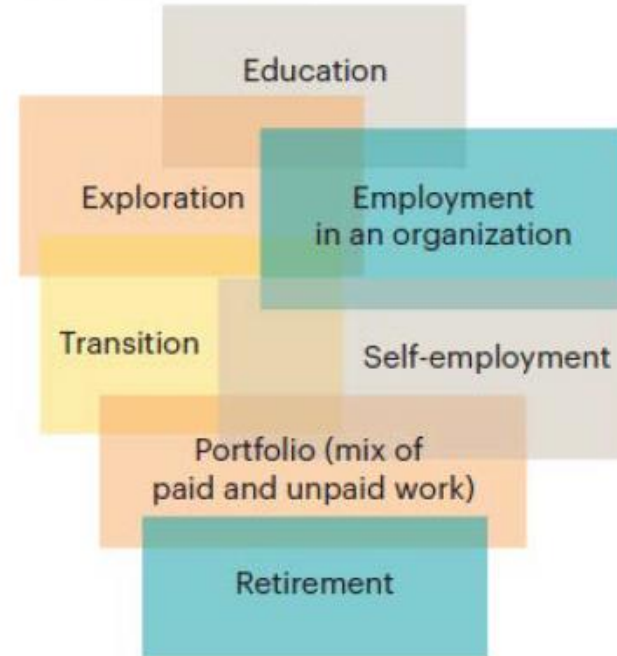 Education
Exploration
Employment
in an organization
Transition
Self-employment
Portfolio (mix of
paid and unpaid work)
Retirement